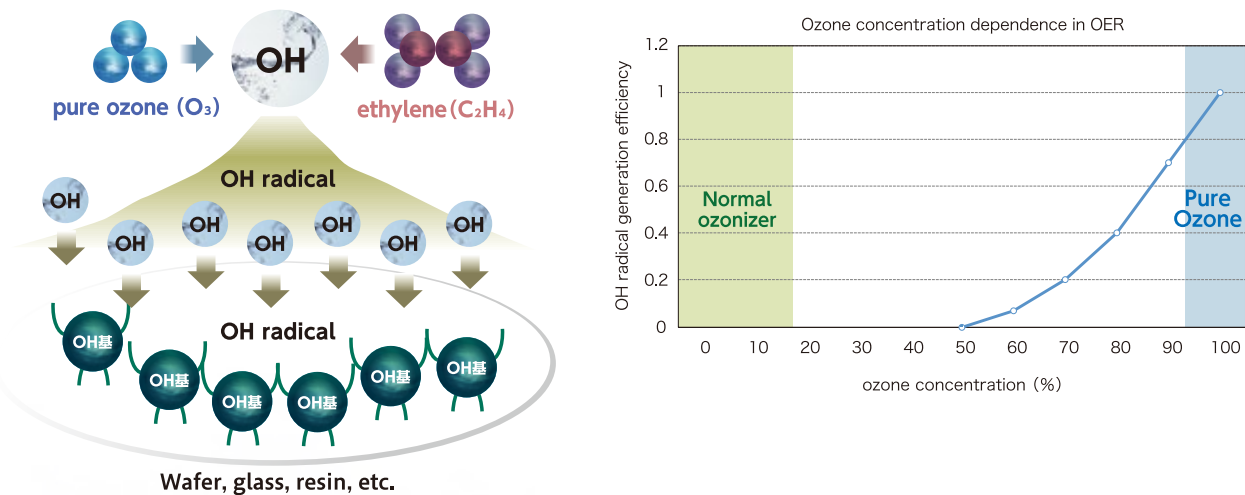 OH
pure ozone (O₃)
ethylene(C₂H₄)
OH radical
OH
OH
OH
OH
OH
OH
OH
OH radical
OH基
OH基
OH基
OH基
OH基
OH基
Wafer, glass, resin, etc.
Ozone concentration dependence in OER
OH radical generation efficiency
1.2
1
0.8
0.6
0.4
0.2
0
Normal
ozonizer
Pure
Ozone
0 10 20 30 40 50 60 70 80 90 100
ozone concentration (%)